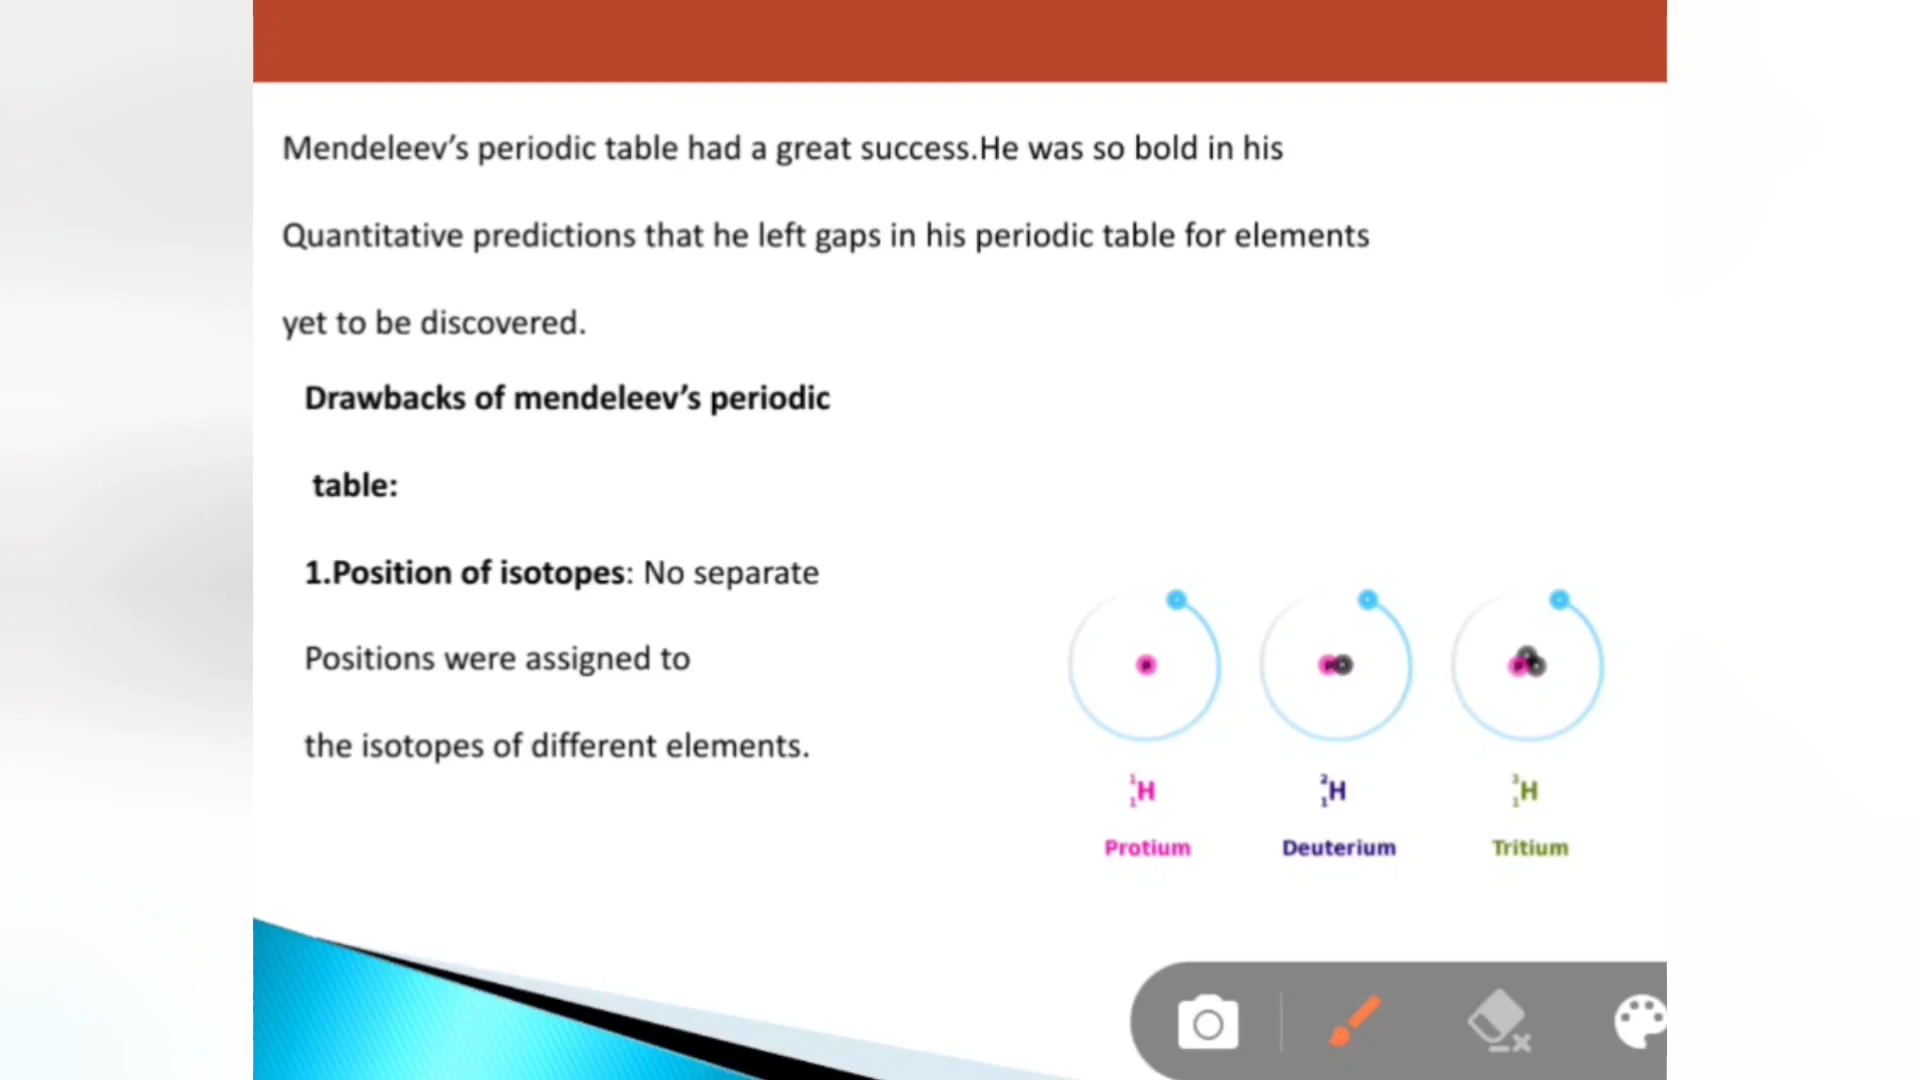 Mendeleev’s periodic table had a great success.He was so bold in his
Quantitative predictions that he left gaps in his periodic table for elements
yet to be discovered.
Drawbacks of mendeleev’s periodic
table:
1.Position of isotopes: No separate
Positions were assigned to
the isotopes of different elements.
¹₁H ²₁H ³₁H
Protium Deuterium Tritium